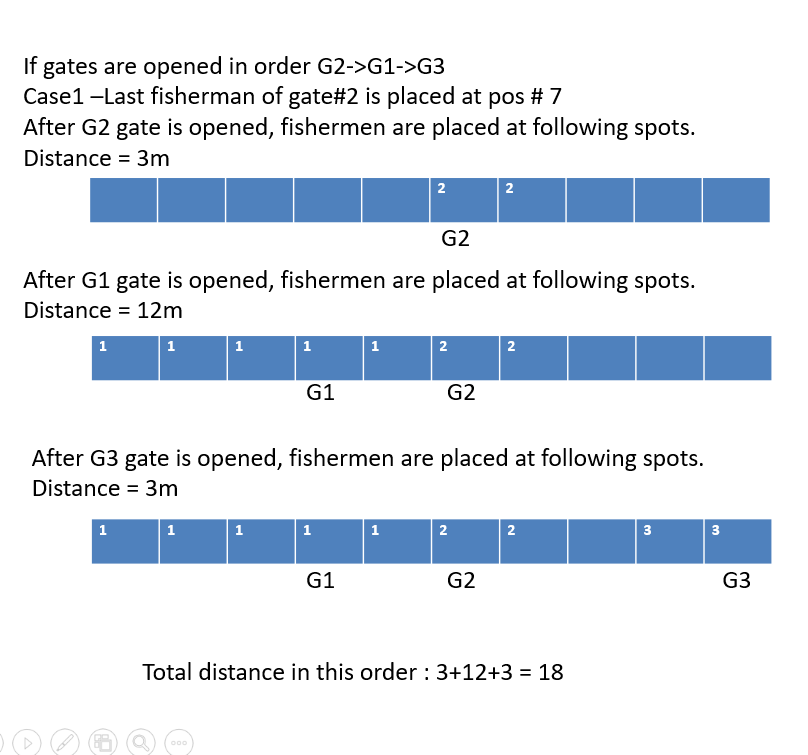 If gates are opened in order G2->G1->G3
Case1 –Last fisherman of gate#2 is placed at pos # 7
After G2 gate is opened, fishermen are placed at following spots.
Distance = 3m
2 2
G2
After G1 gate is opened, fishermen are placed at following spots.
Distance = 12m
1 1 1 1 1 2 2
G1 G2
After G3 gate is opened, fishermen are placed at following spots.
Distance = 3m
1 1 1 1 1 2 2 3 3
G1 G2 G3
Total distance in this order : 3+12+3 = 18